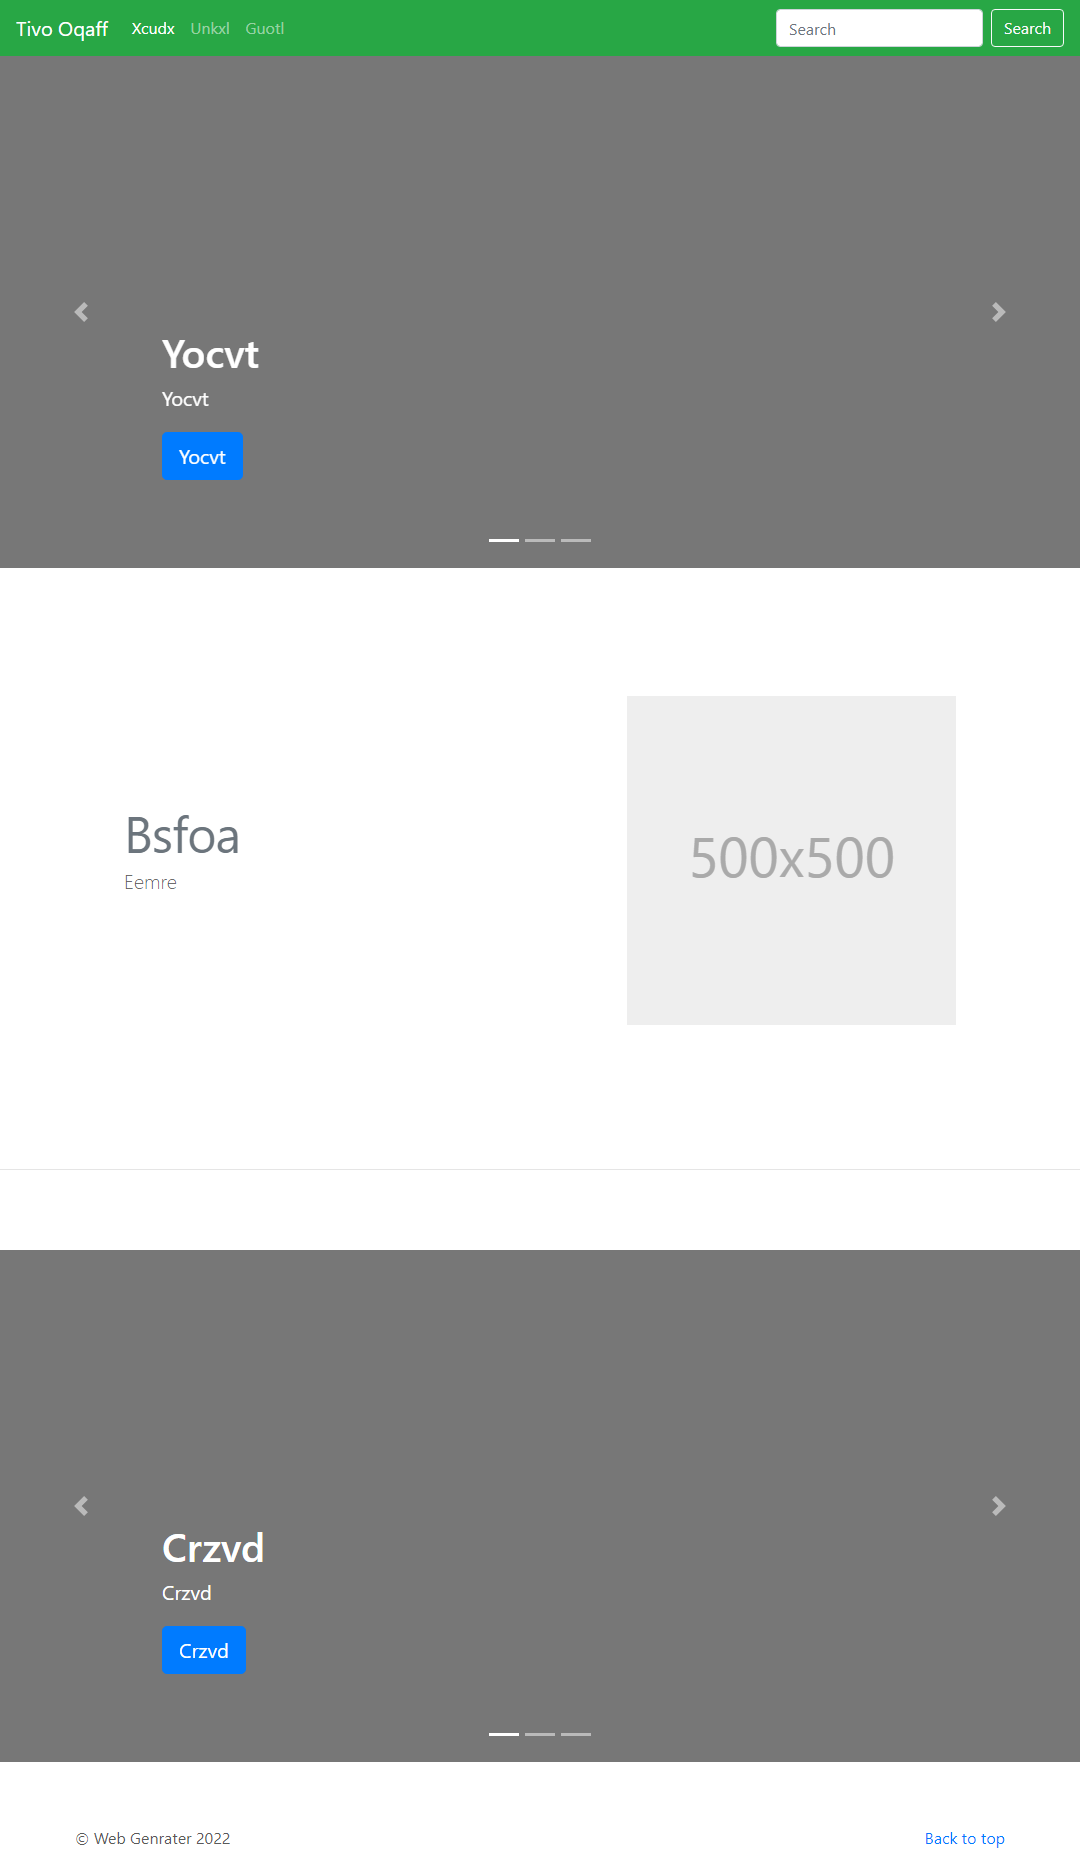 Tivo Oqaff Xcudx Unkxl Guotl Search Search
Yocvt
Yocvt
Yocvt
Bsfoa
Eemre
500x500
Crzvd
Crzvd
Crzvd
© Web Genrater 2022 Back to top